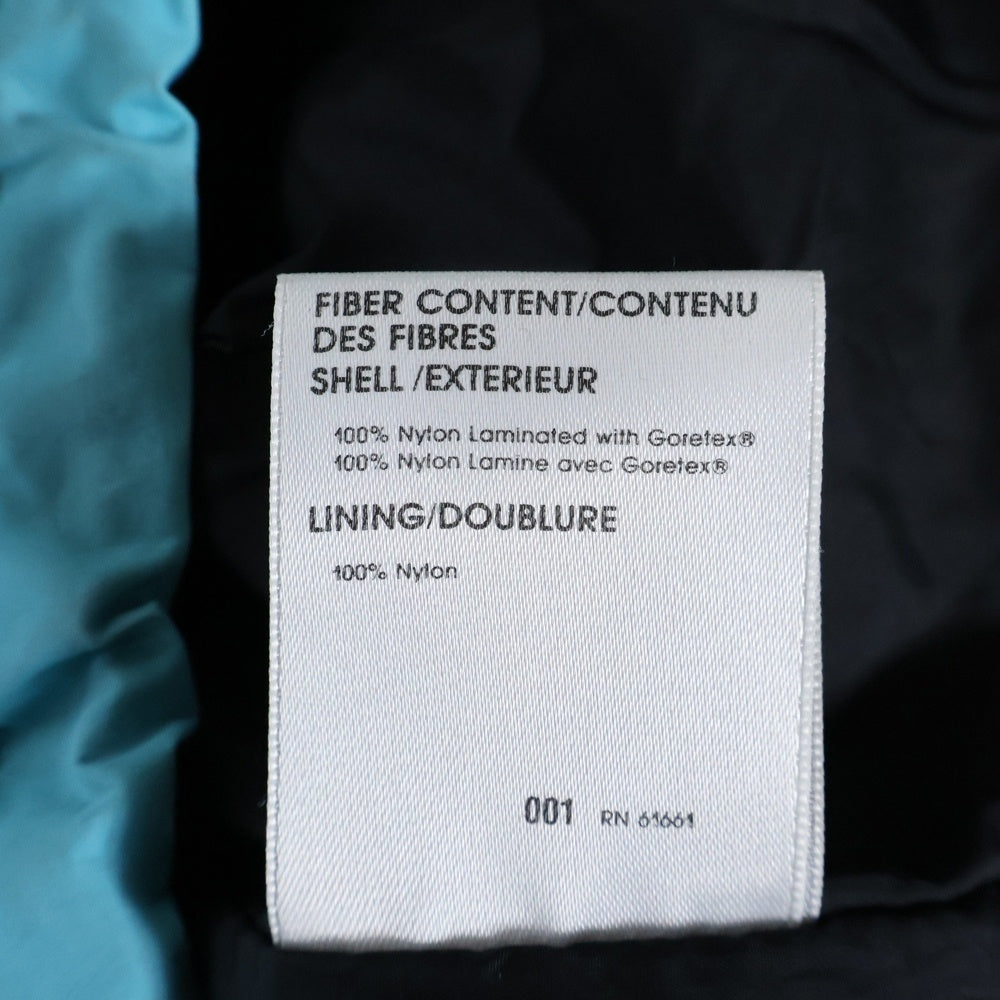 FIBER CONTENT/CONTENU
DES FIBRES
SHELL /EXTERIEUR
100% Nylon Laminated with Goretex®
100% Nylon Lamine avec Goretex®
LINING/DOUBLURE
100% Nylon
001 RN 61661